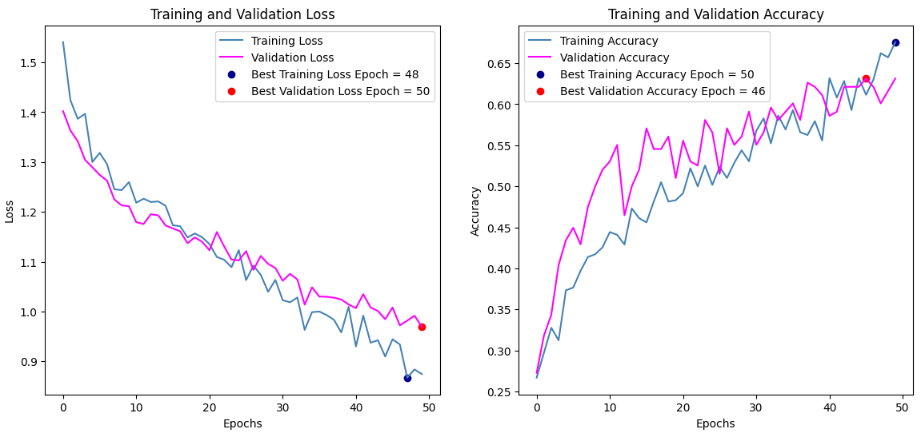 Training and Validation Loss
Training Loss
Validation Loss
Best Training Loss Epoch = 48
Best Validation Loss Epoch = 50
1.5
1.4
1.3
1.2
1.1
1.0
0.9
Loss
0
10
20
30
40
50
Epochs
Training and Validation Accuracy
Training Accuracy
Validation Accuracy
Best Training Accuracy Epoch = 50
Best Validation Accuracy Epoch = 46
0.65
0.60
0.55
0.50
0.45
0.40
0.35
0.30
0.25
Accuracy
0
10
20
30
40
50
Epochs